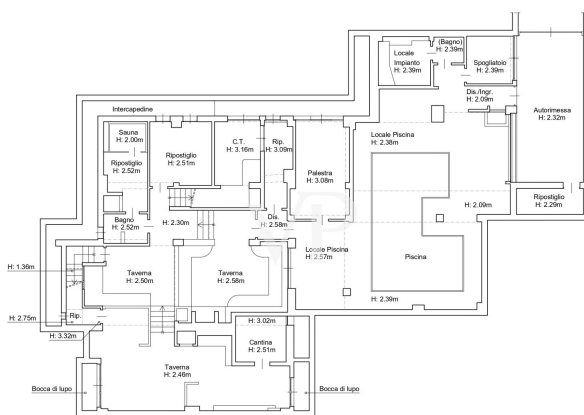 (Bagno)
H: 2.39m
Locale
Impianto
H: 2.39m
Spogliatoio
H: 2.39m
Dis./Ingr.
H: 2.09m
Autorimessa
H: 2.32m
Intercapedine
Sauna
H: 2.00m
Ripostiglio
H: 2.52m
Ripostiglio
H: 2.51m
C.T.
H: 3.16m
Rip.
H: 3.09m
Palestra
H: 3.08m
Locale Piscina
H: 2.38m
H: 2.09m
Ripostiglio
H: 2.29m
Bagno
H: 2.52m
H: 2.30m
Dis.
H: 2.58m
VP
Locale Piscina
H: 2.57m
Piscina
H: 1.36m
Taverna
H: 2.50m
Taverna
H: 2.58m
H: 2.39m
H: 2.75m
Rip.
H: 3.32m
H: 3.02m
Cantina
H: 2.51m
Taverna
H: 2.46m
Bocca di lupo
Bocca di lupo